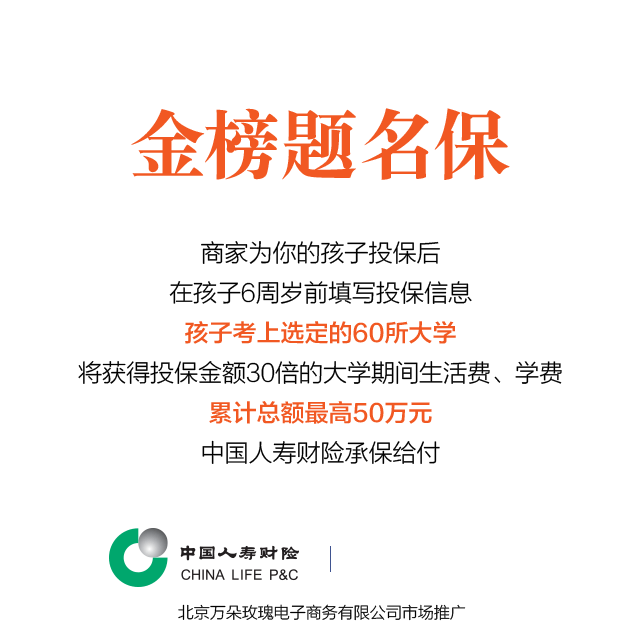 金榜题名保
商家为你的孩子投保后
在孩子6周岁前填写投保信息
孩子考上选定的60所大学
将获得投保金额30倍的大学期间生活费、学费
累计总额最高50万元
中国人寿财险承保给付
中国人寿财险
CHINA LIFE P&C
北京万朵玫瑰电子商务有限公司市场推广